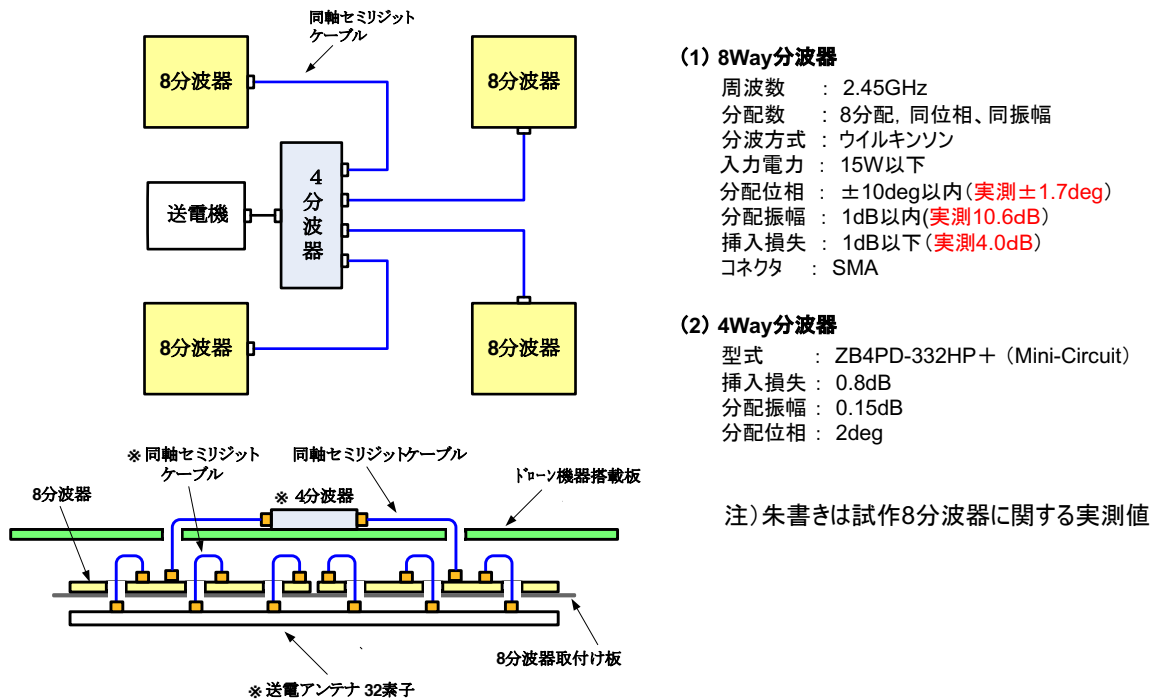 同軸セミリジット
ケーブル
8分波器
8分波器
送電機
4分波器
8分波器
8分波器
(1) 8Way分波器
周波数 : 2.45GHz
分配数 : 8分配, 同位相、同振幅
分波方式 : ウイルキンソン
入力電力 : 15W以下
分配位相 : ±10deg以内(実測±1.7deg)
分配振幅 : 1dB以内(実測10.6dB)
挿入損失 : 1dB以下(実測4.0dB)
コネクタ : SMA
(2) 4Way分波器
型式 : ZB4PD-332HP+ (Mini-Circuit)
挿入損失 : 0.8dB
分配振幅 : 0.15dB
分配位相 : 2deg
※同軸セミリジット
ケーブル
同軸セミリジットケーブル
ドローン機器搭載板
8分波器
※ 4分波器
8分波器取付け板
※送電アンテナ 32素子
注)朱書きは試作8分波器に関する実測値